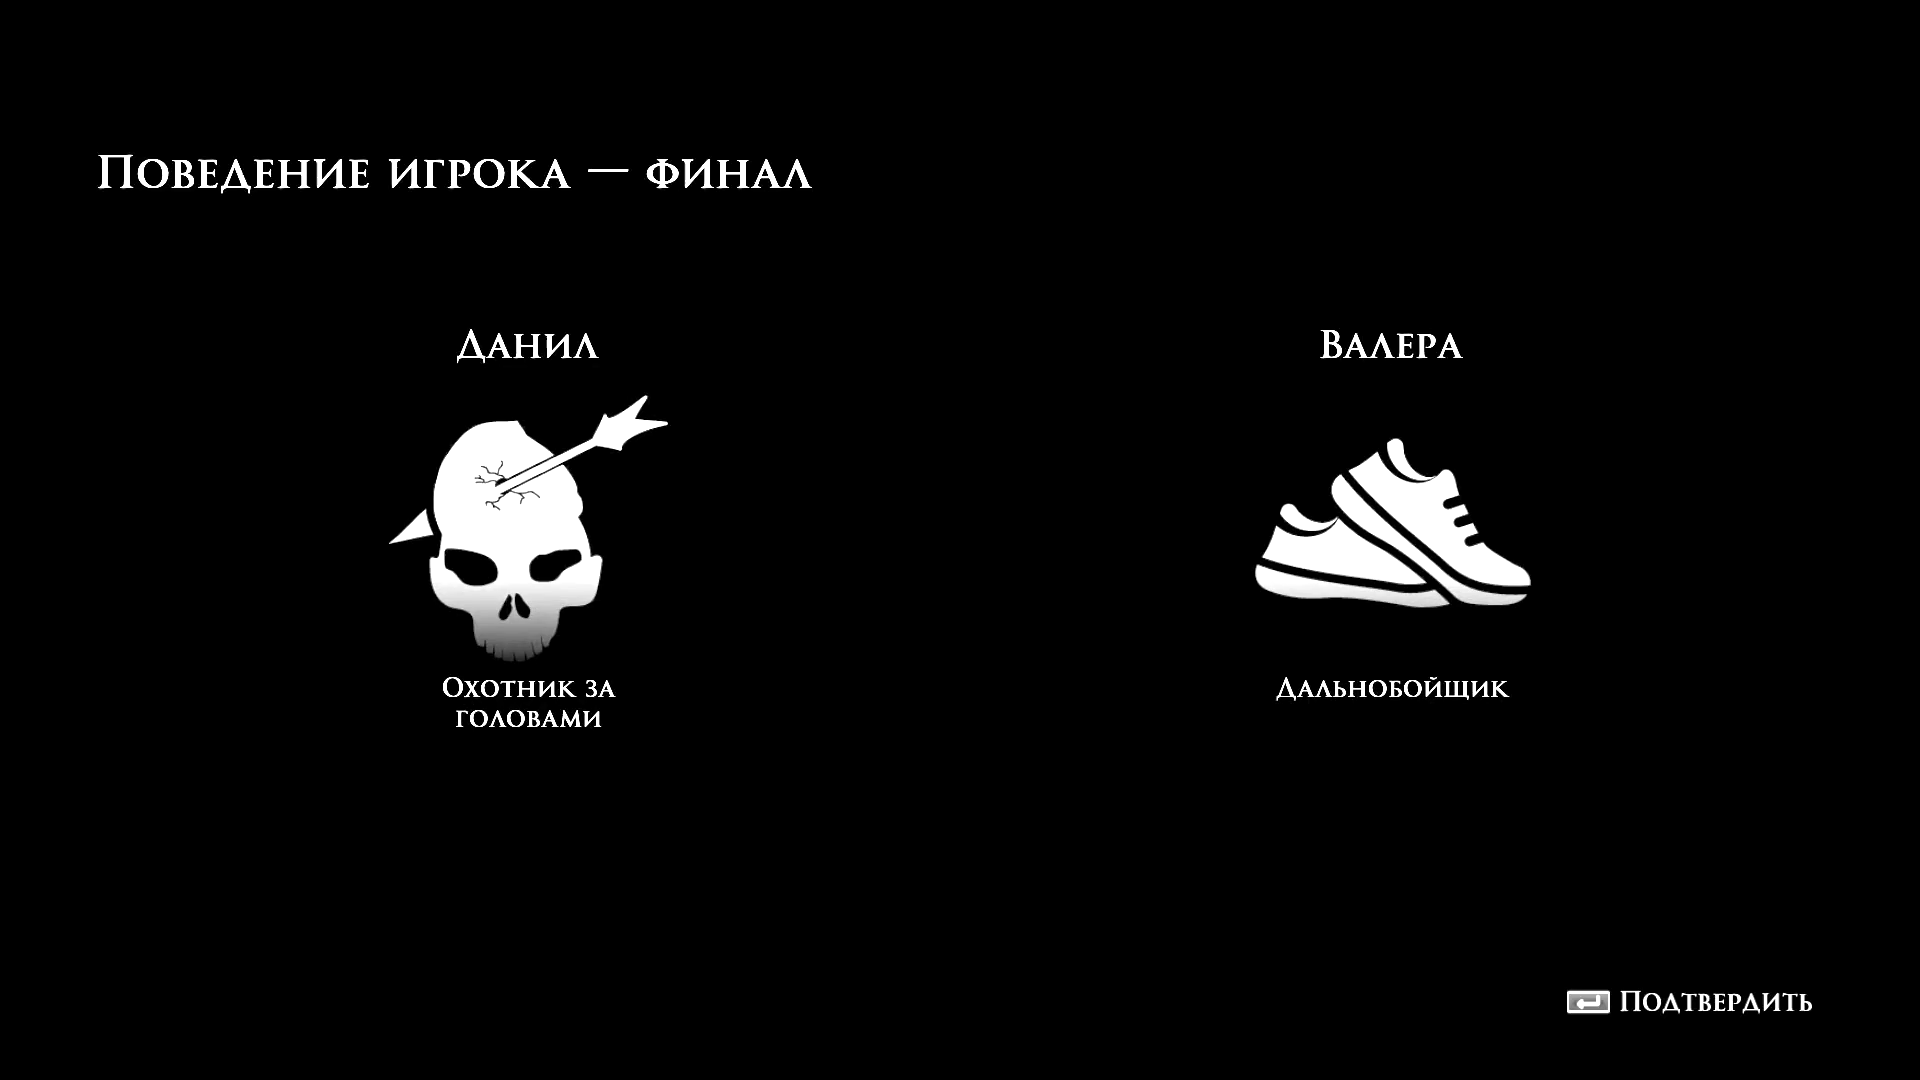 Поведение игрока — финал
Данил
Валера
Охотник за
головами
Дальнобойщик
Подтвердить